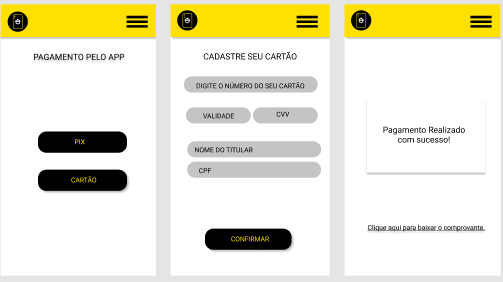 PAGAMENTO PELO APP
PIX
CARTÃO
CADASTRE SEU CARTÃO
DIGITE O NÚMERO DO SEU CARTÃO
VALIDADE
CVV
NOME DO TITULAR
CPF
CONFIRMAR
Pagamento Realizado
com sucesso!
Clique aqui para baixar o comprovante.